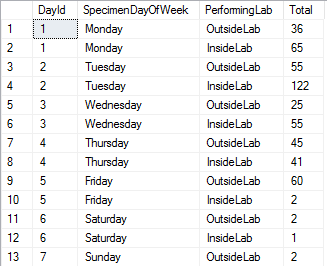 DayId SpecimenDayOfWeek PerformingLab Total
1 1 Monday OutsideLab 36
2 1 Monday InsideLab 65
3 2 Tuesday OutsideLab 55
4 2 Tuesday InsideLab 122
5 3 Wednesday OutsideLab 25
6 3 Wednesday InsideLab 55
7 4 Thursday OutsideLab 45
8 4 Thursday InsideLab 41
9 5 Friday OutsideLab 60
10 5 Friday InsideLab 2
11 6 Saturday OutsideLab 2
12 6 Saturday InsideLab 1
13 7 Sunday OutsideLab 2